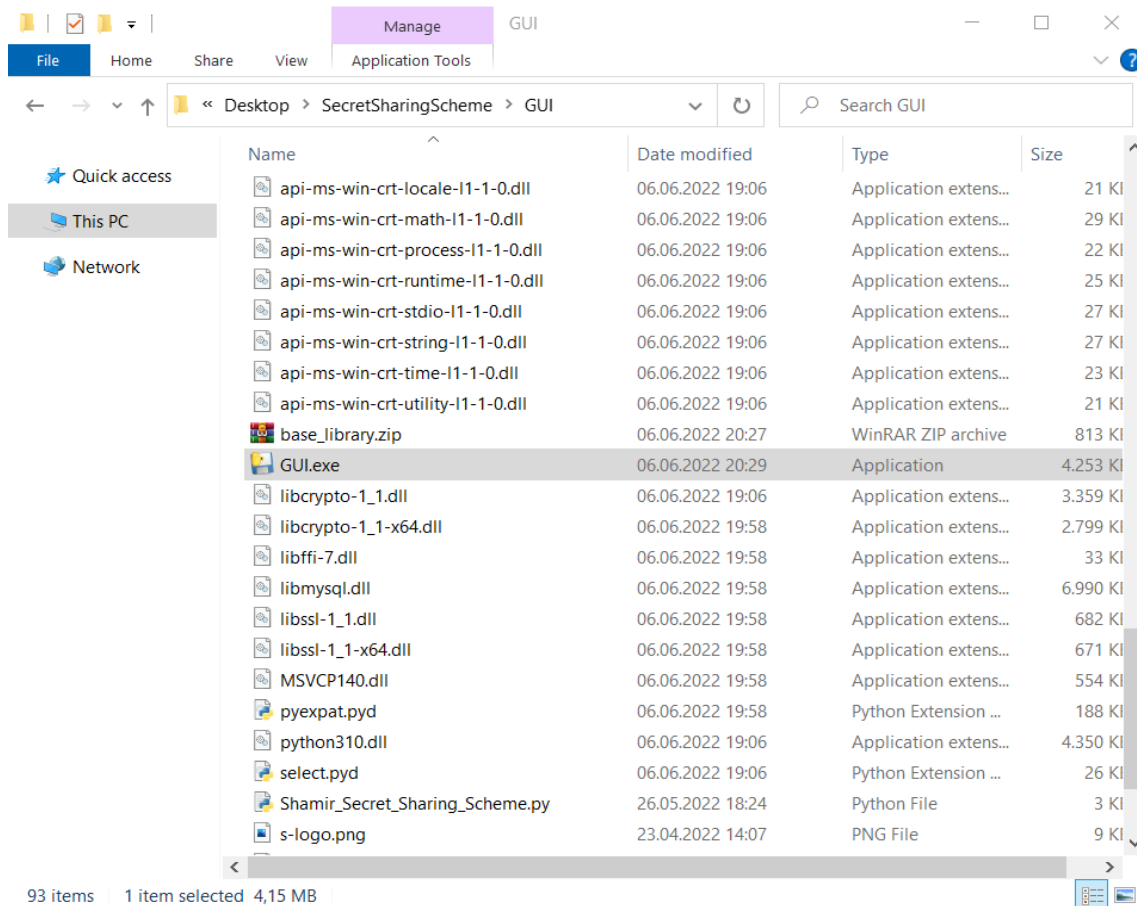 Manage GUI
File Home Share View Application Tools ?
« Desktop > SecretSharingScheme > GUI Search GUI
Name Date modified Type Size
Quick access
This PC
Network
api-ms-win-crt-locale-l1-1-0.dll 06.06.2022 19:06 Application extens... 21 KI
api-ms-win-crt-math-l1-1-0.dll 06.06.2022 19:06 Application extens... 29 KI
api-ms-win-crt-process-l1-1-0.dll 06.06.2022 19:06 Application extens... 22 KI
api-ms-win-crt-runtime-l1-1-0.dll 06.06.2022 19:06 Application extens... 25 KI
api-ms-win-crt-stdio-l1-1-0.dll 06.06.2022 19:06 Application extens... 27 KI
api-ms-win-crt-string-l1-1-0.dll 06.06.2022 19:06 Application extens... 27 KI
api-ms-win-crt-time-l1-1-0.dll 06.06.2022 19:06 Application extens... 23 KI
api-ms-win-crt-utility-l1-1-0.dll 06.06.2022 19:06 Application extens... 21 KI
base_library.zip 06.06.2022 20:27 WinRAR ZIP archive 813 KI
GUI.exe 06.06.2022 20:29 Application 4.253 KI
libcrypto-1_1.dll 06.06.2022 19:06 Application extens... 3.359 KI
libcrypto-1_1-x64.dll 06.06.2022 19:58 Application extens... 2.799 KI
libffi-7.dll 06.06.2022 19:58 Application extens... 33 KI
libmysql.dll 06.06.2022 19:58 Application extens... 6.990 KI
libssl-1_1.dll 06.06.2022 19:58 Application extens... 682 KI
libssl-1_1-x64.dll 06.06.2022 19:58 Application extens... 671 KI
MSVCP140.dll 06.06.2022 19:58 Application extens... 554 KI
pyexpat.pyd 06.06.2022 19:58 Python Extension ... 188 KI
python310.dll 06.06.2022 19:06 Application extens... 4.350 KI
select.pyd 06.06.2022 19:06 Python Extension ... 26 KI
Shamir_Secret_Sharing_Scheme.py 26.05.2022 18:24 Python File 3 KI
s-logo.png 23.04.2022 14:07 PNG File 9 KI
93 items 1 item selected 4,15 MB